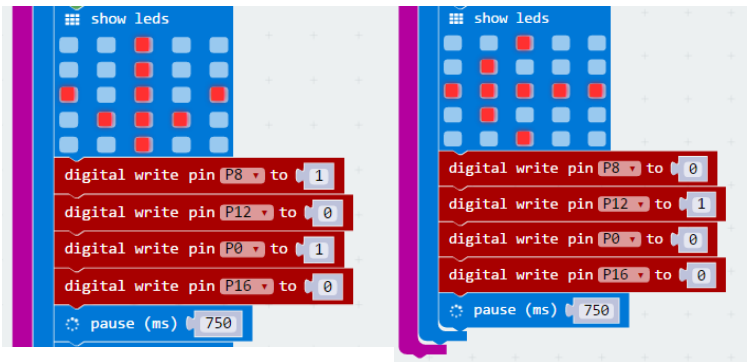 show leds
digital write pin P8 to 1
digital write pin P12 to 0
digital write pin P0 to 1
digital write pin P16 to 0
pause (ms) 750
show leds
digital write pin P8 to 0
digital write pin P12 to 1
digital write pin P0 to 0
digital write pin P16 to 0
pause (ms) 750